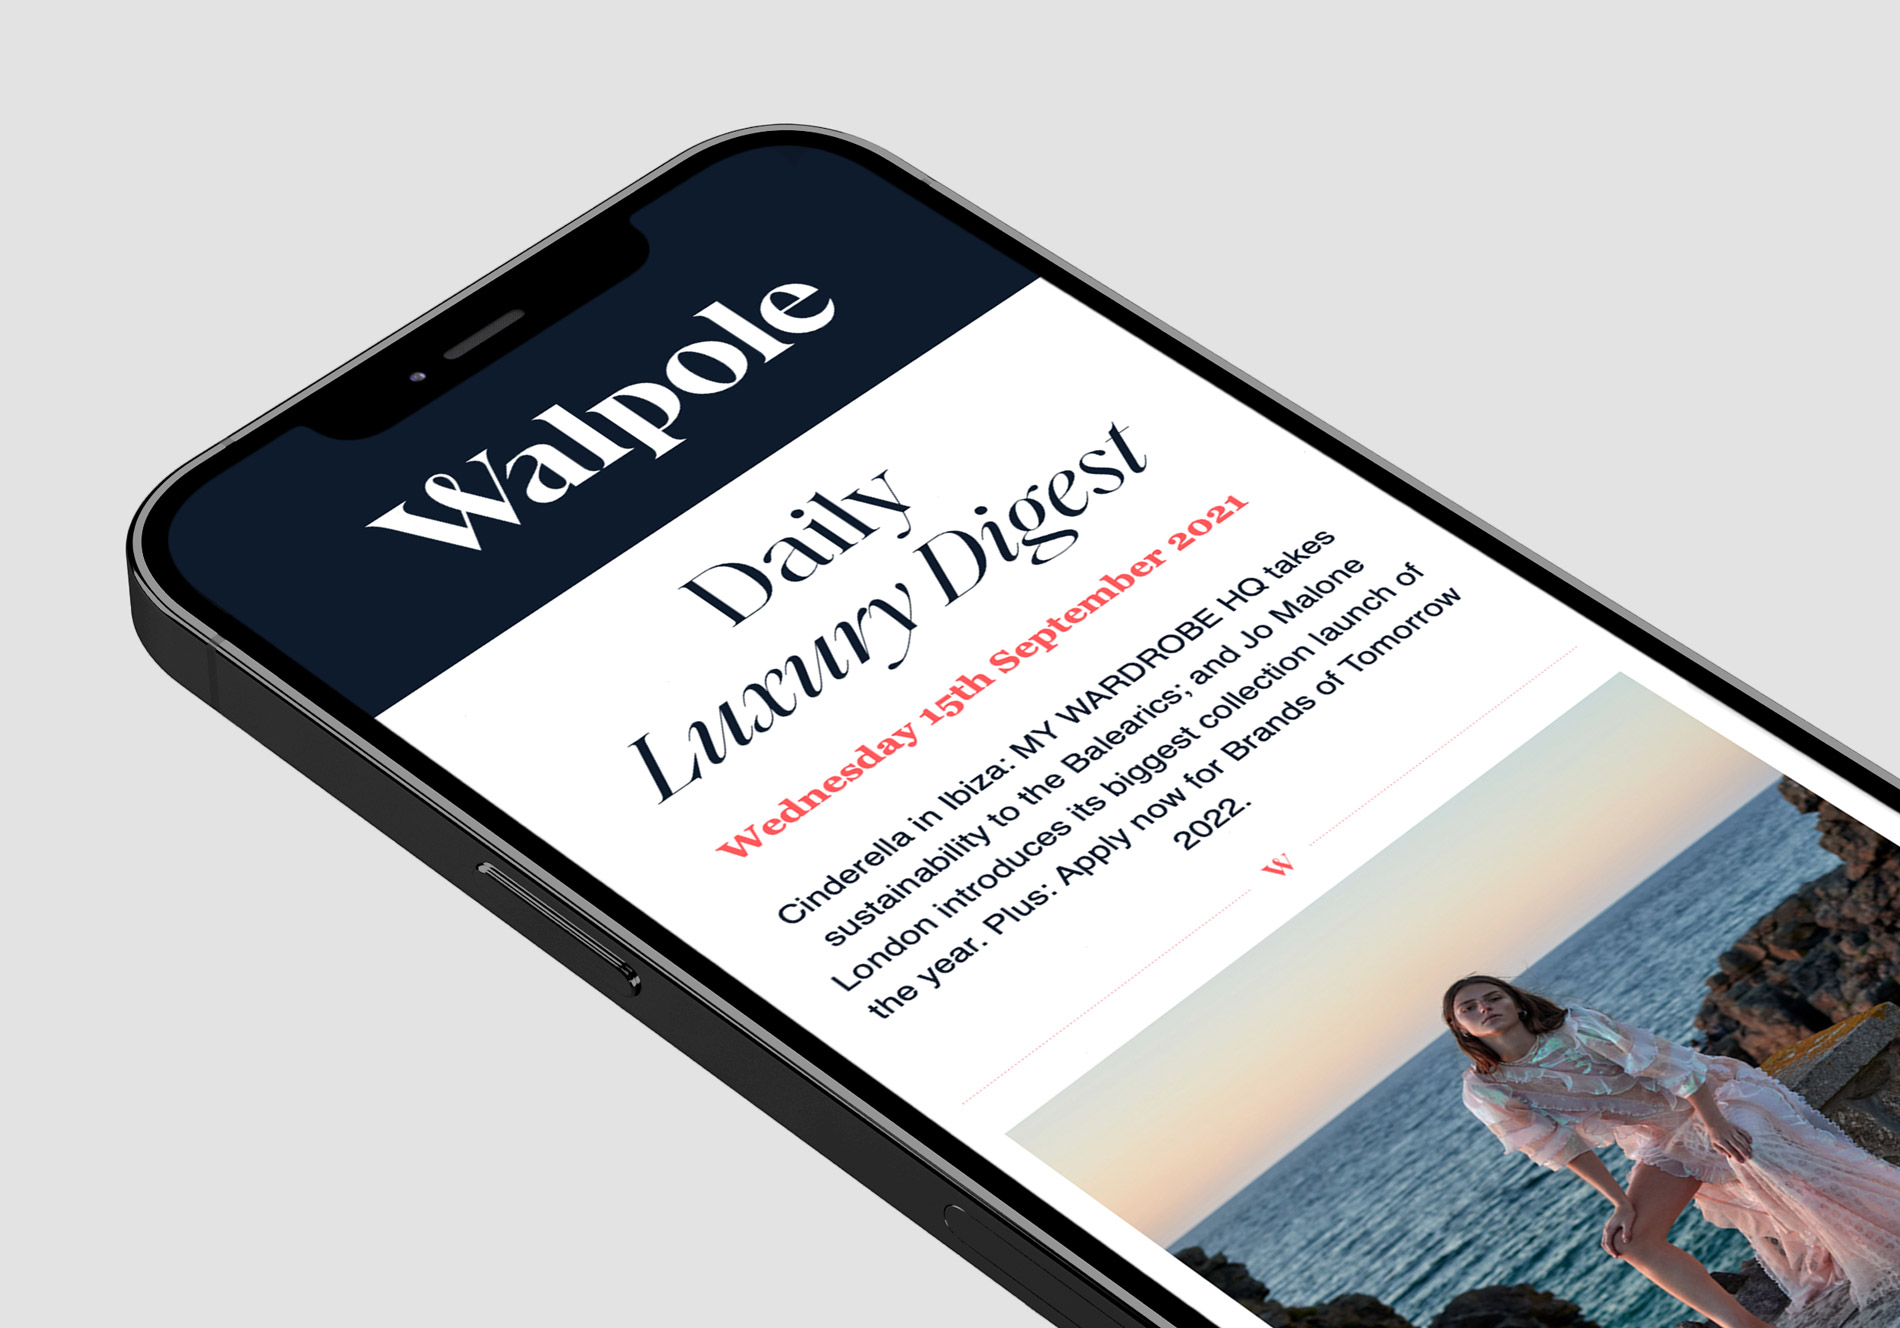 Walpole
Daily
Luxury Digest
Wednesday 15th September 2021
Cinderella in Ibiza: MY WARDROBE HQ takes
sustainability to the Balearics; and Jo Malone
London introduces its biggest collection launch of
the year. Plus: Apply now for Brands of Tomorrow
2022.
W